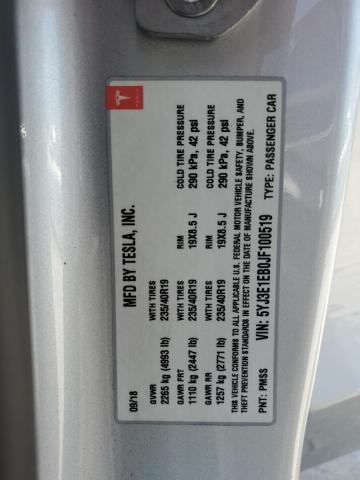 TESLA
MFD BY TESLA, INC.
09/18
GVWR WITH TIRES RIM COLD TIRE PRESSURE
2265 kg (4993 lb) 235/40R19 19X8.5 J 290 kPa, 42 psi
GAWR FRT WITH TIRES RIM COLD TIRE PRESSURE
1110 kg (2447 lb) 235/40R19 19X8.5 J 290 kPa, 42 psi
GAWR RR
1257 kg (2771 lb)
THIS VEHICLE CONFORMS TO ALL APPLICABLE U.S. FEDERAL MOTOR VEHICLE SAFETY, BUMPER, AND
THEFT PREVENTION STANDARDS IN EFFECT ON THE DATE OF MANUFACTURE SHOWN ABOVE.
VIN: 5YJ3E1EB0JF100519
PNT: PMSS TYPE: PASSENGER CAR